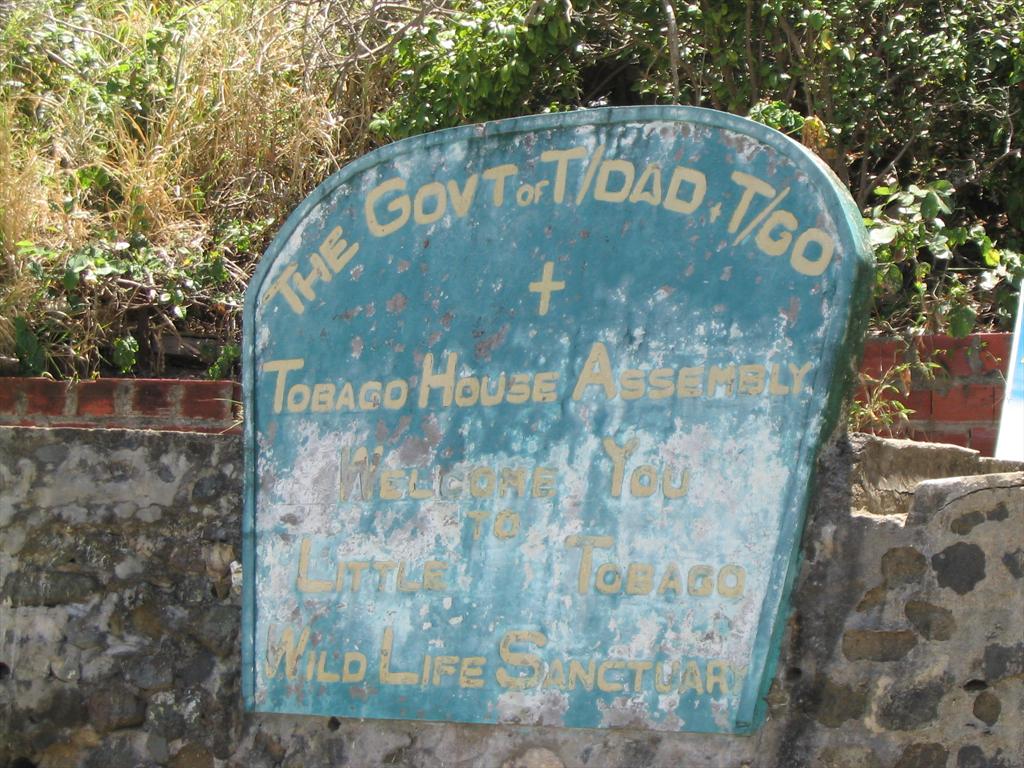 THE GOVT OF T/DAD + T/GO
+
TOBAGO HOUSE ASSEMBLY
WELCOME YOU
TO
LITTLE TOBAGO
WILD LIFE SANCTUARY